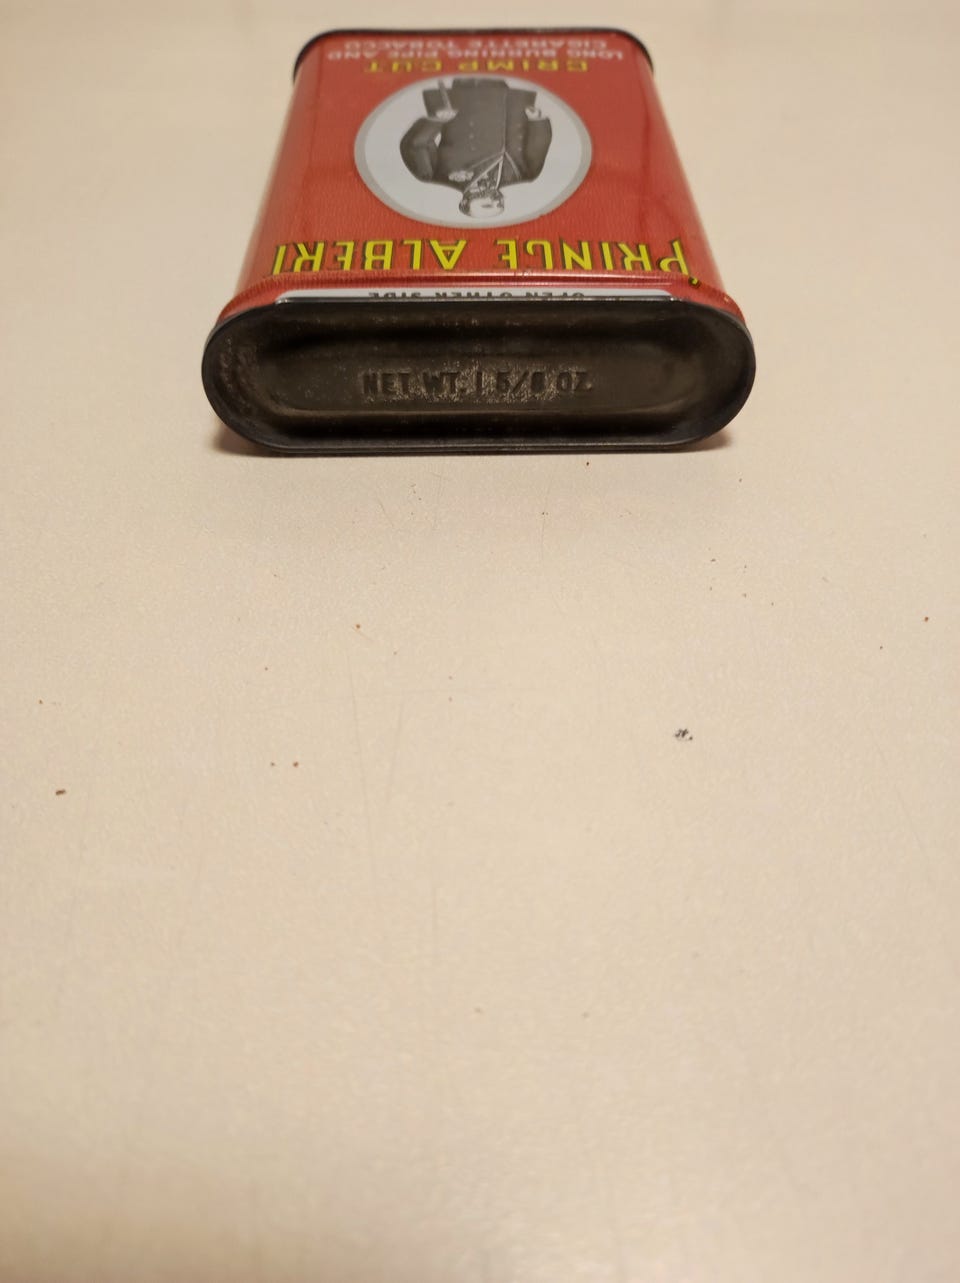 PRINCE ALBERT
CRIMP CUT
LONG BURNING PIPE AND
CIGARETTE TOBACCO
OPEN OTHER SIDE
NET WT. 1 5/8 OZ.